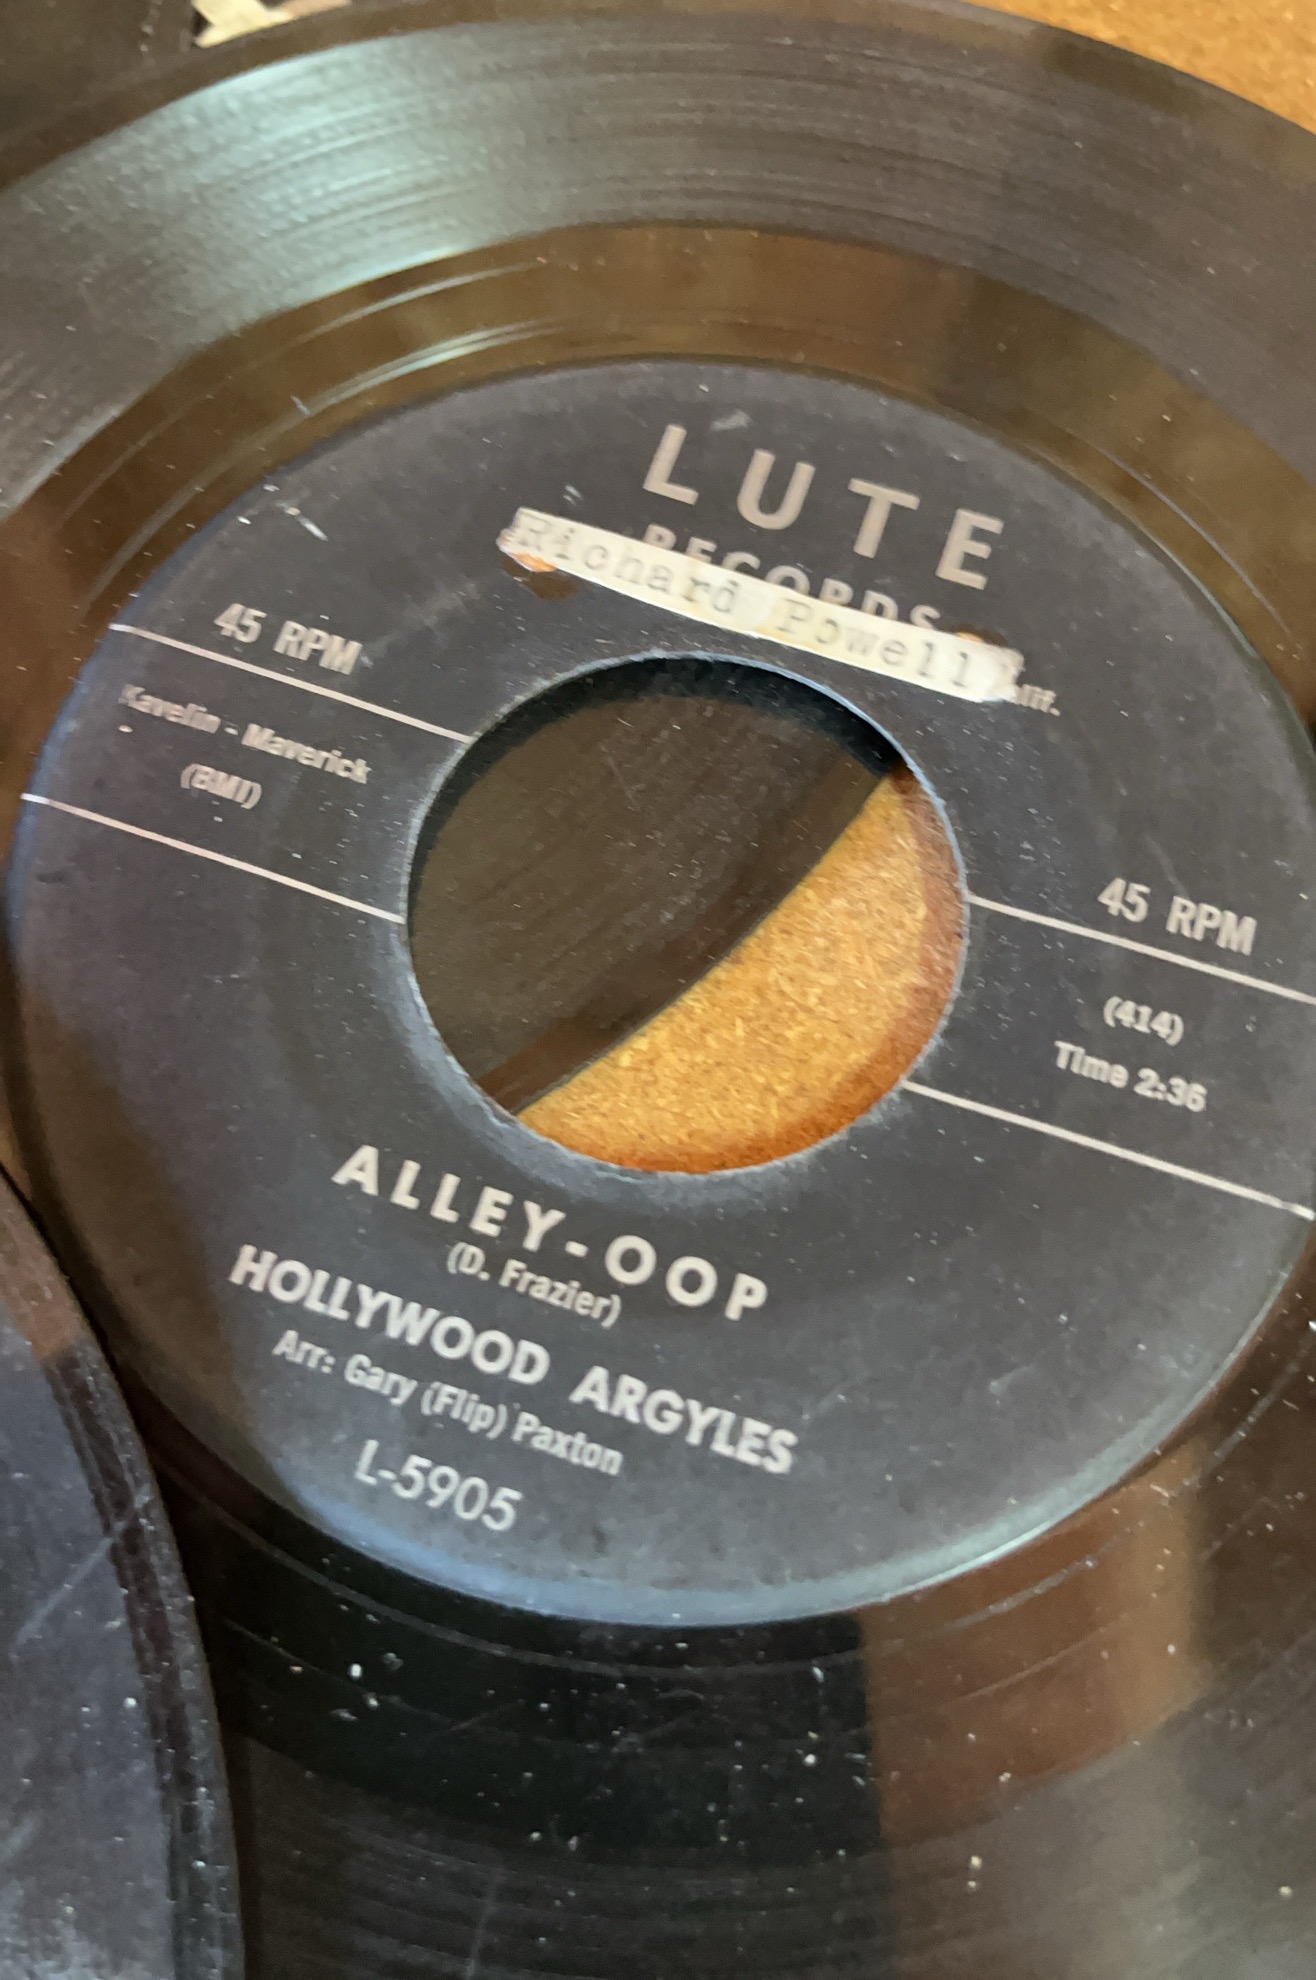 LUTE
RECORDS
Richard Powell
45 RPM
Kavelin - Maverick
(BMI)
45 RPM
(414)
Time 2:36
ALLEY-OOP
(D. Frazier)
HOLLYWOOD ARGYLES
Arr: Gary (Flip) Paxton
L-5905